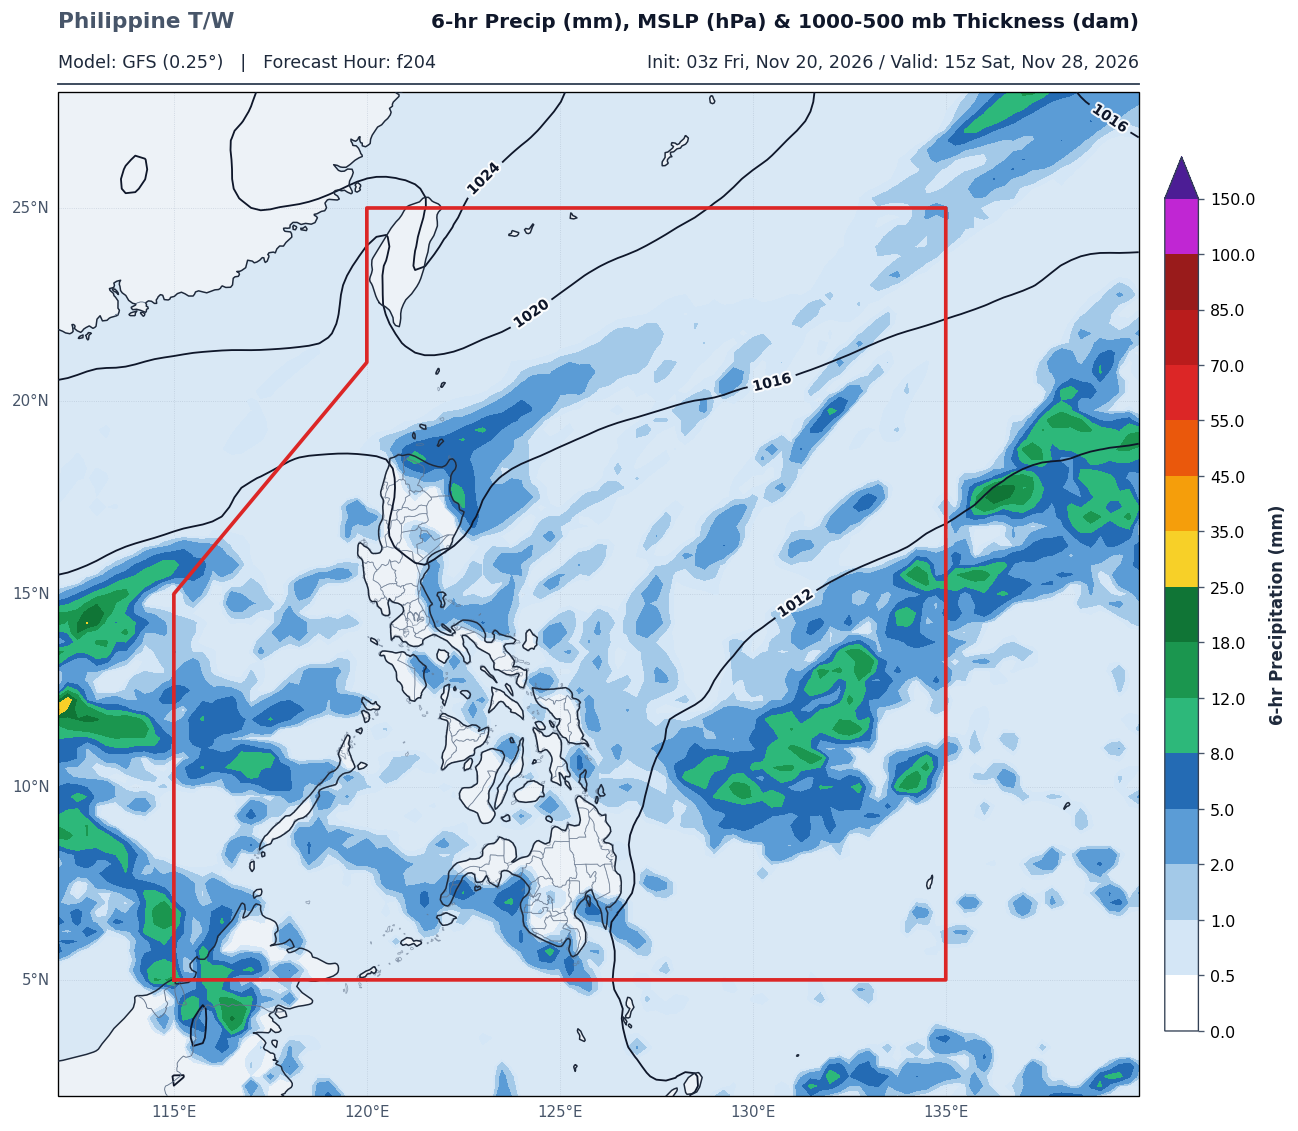 Philippine T/W
6-hr Precip (mm), MSLP (hPa) & 1000-500 mb Thickness (dam)
Model: GFS (0.25°) | Forecast Hour: f204
Init: 03z Fri, Nov 20, 2026 / Valid: 15z Sat, Nov 28, 2026
1016
1024
1020
1016
1012
25°N
20°N
15°N
10°N
5°N
115°E
120°E
125°E
130°E
135°E
150.0
100.0
85.0
70.0
55.0
45.0
35.0
25.0
18.0
12.0
8.0
5.0
2.0
1.0
0.5
0.0
6-hr Precipitation (mm)